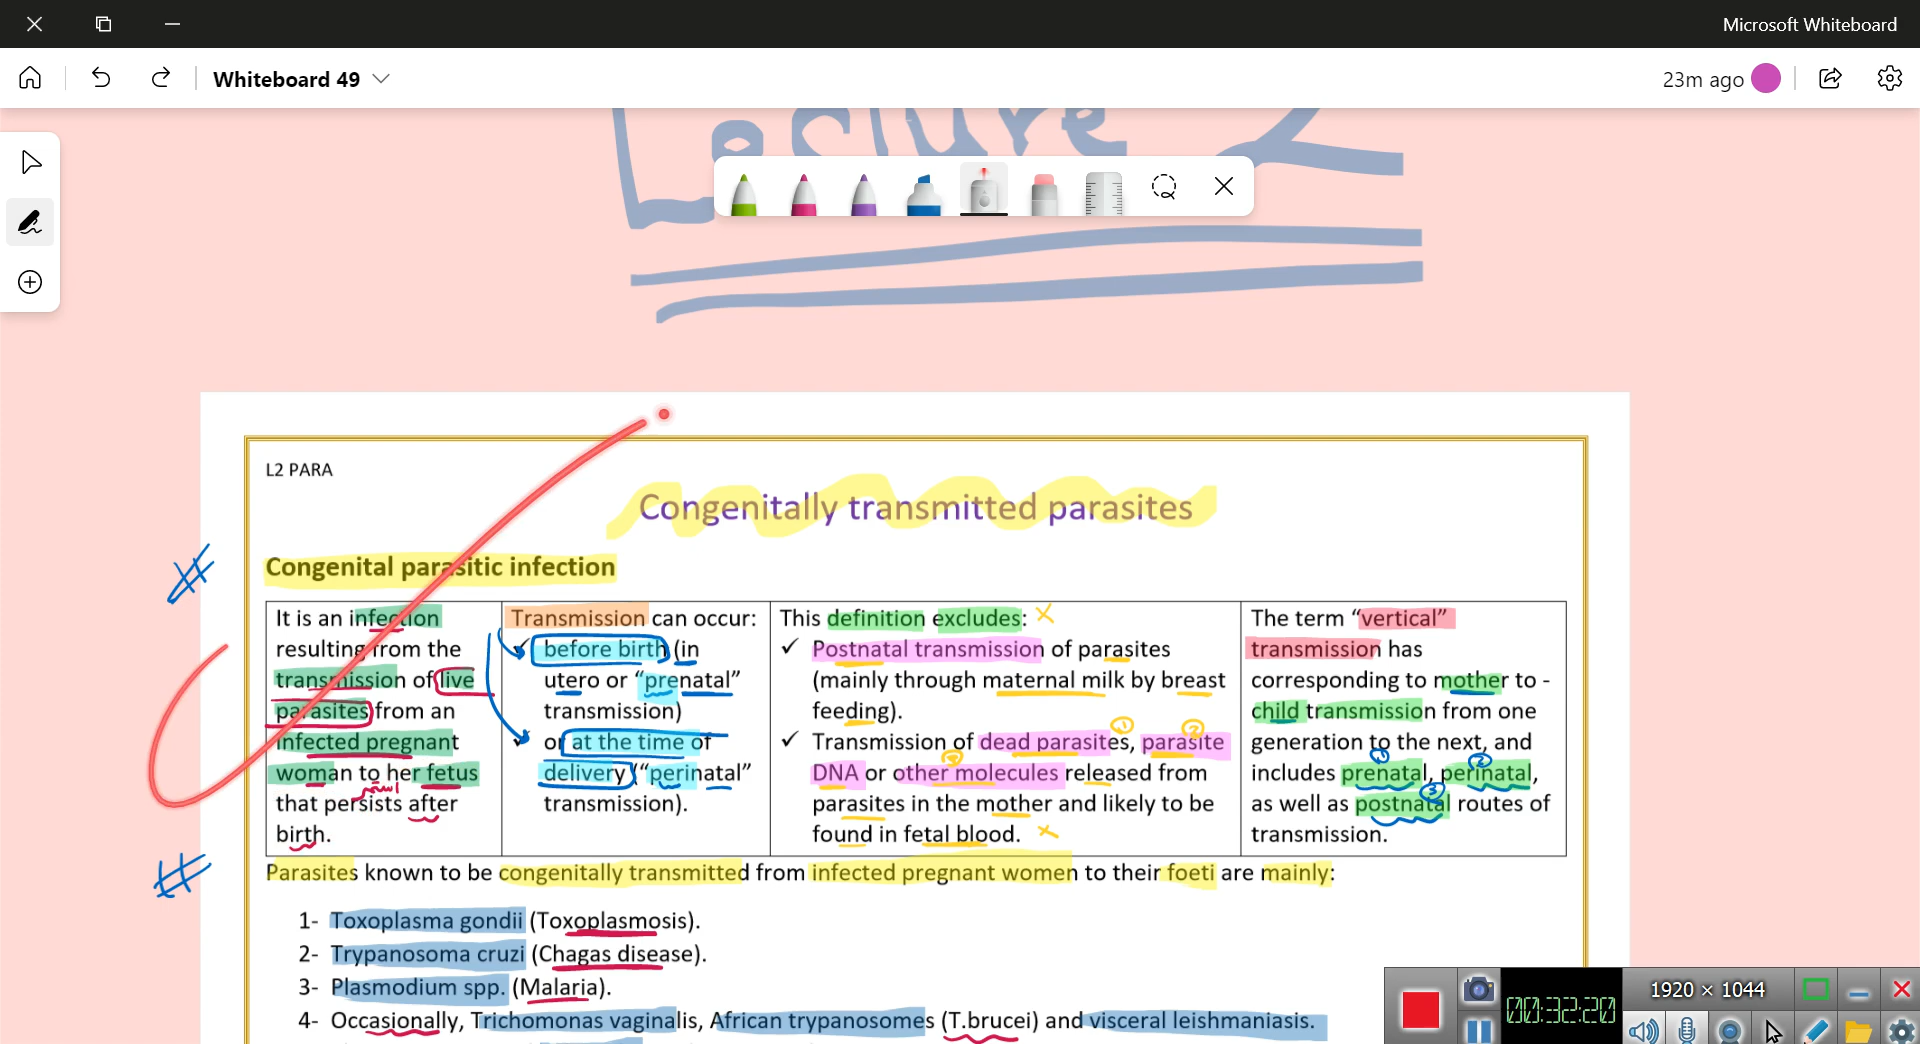 Microsoft Whiteboard
Whiteboard 49
23m ago
Lecture 2
L2 PARA
Congenitally transmitted parasites
Congenital parasitic infection
It is an infection
resulting from the
transmission of live
parasites from an
infected pregnant
woman to her fetus
that persists after
birth.
Transmission can occur:
✓ before birth (in
utero or “prenatal”
transmission)
✓ or at the time of
delivery (“perinatal”
transmission).
This definition excludes:
✓ Postnatal transmission of parasites
(mainly through maternal milk by breast
feeding).
✓ Transmission of dead parasites, parasite
DNA or other molecules released from
parasites in the mother and likely to be
found in fetal blood.
The term “vertical”
transmission has
corresponding to mother to -
child transmission from one
generation to the next, and
includes prenatal, perinatal,
as well as postnatal routes of
transmission.
Parasites known to be congenitally transmitted from infected pregnant women to their foeti are mainly:
1- Toxoplasma gondii (Toxoplasmosis).
2- Trypanosoma cruzi (Chagas disease).
3- Plasmodium spp. (Malaria).
4- Occasionally, Trichomonas vaginalis, African trypanosomes (T.brucei) and visceral leishmaniasis.
00:32:20
1920 × 1044